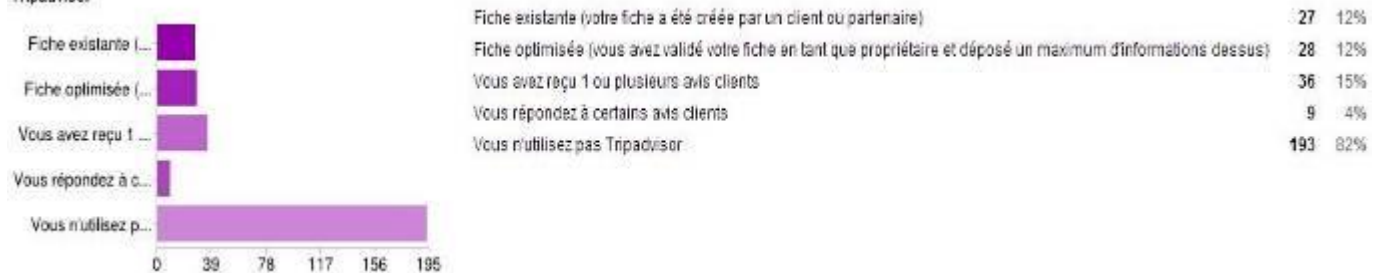 Tripadvisor
Fiche existante (...
Fiche optimisée (...
Vous avez reçu 1 ...
Vous répondez à c...
Vous n'utilisez p...
0 39 78 117 156 195
Fiche existante (votre fiche a été créée par un client ou partenaire) 27 12%
Fiche optimisée (vous avez validé votre fiche en tant que propriétaire et déposé un maximum d'informations dessus) 28 12%
Vous avez reçu 1 ou plusieurs avis clients 36 15%
Vous répondez à certains avis clients 9 4%
Vous n'utilisez pas Tripadvisor 193 82%